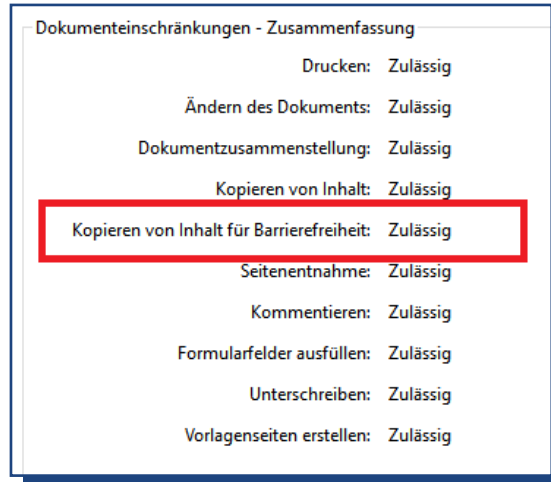 Dokumenteinschränkungen - Zusammenfassung
Drucken: Zulässig
Ändern des Dokuments: Zulässig
Dokumentzusammenstellung: Zulässig
Kopieren von Inhalt: Zulässig
Kopieren von Inhalt für Barrierefreiheit: Zulässig
Seitenentnahme: Zulässig
Kommentieren: Zulässig
Formularfelder ausfüllen: Zulässig
Unterschreiben: Zulässig
Vorlagenseiten erstellen: Zulässig